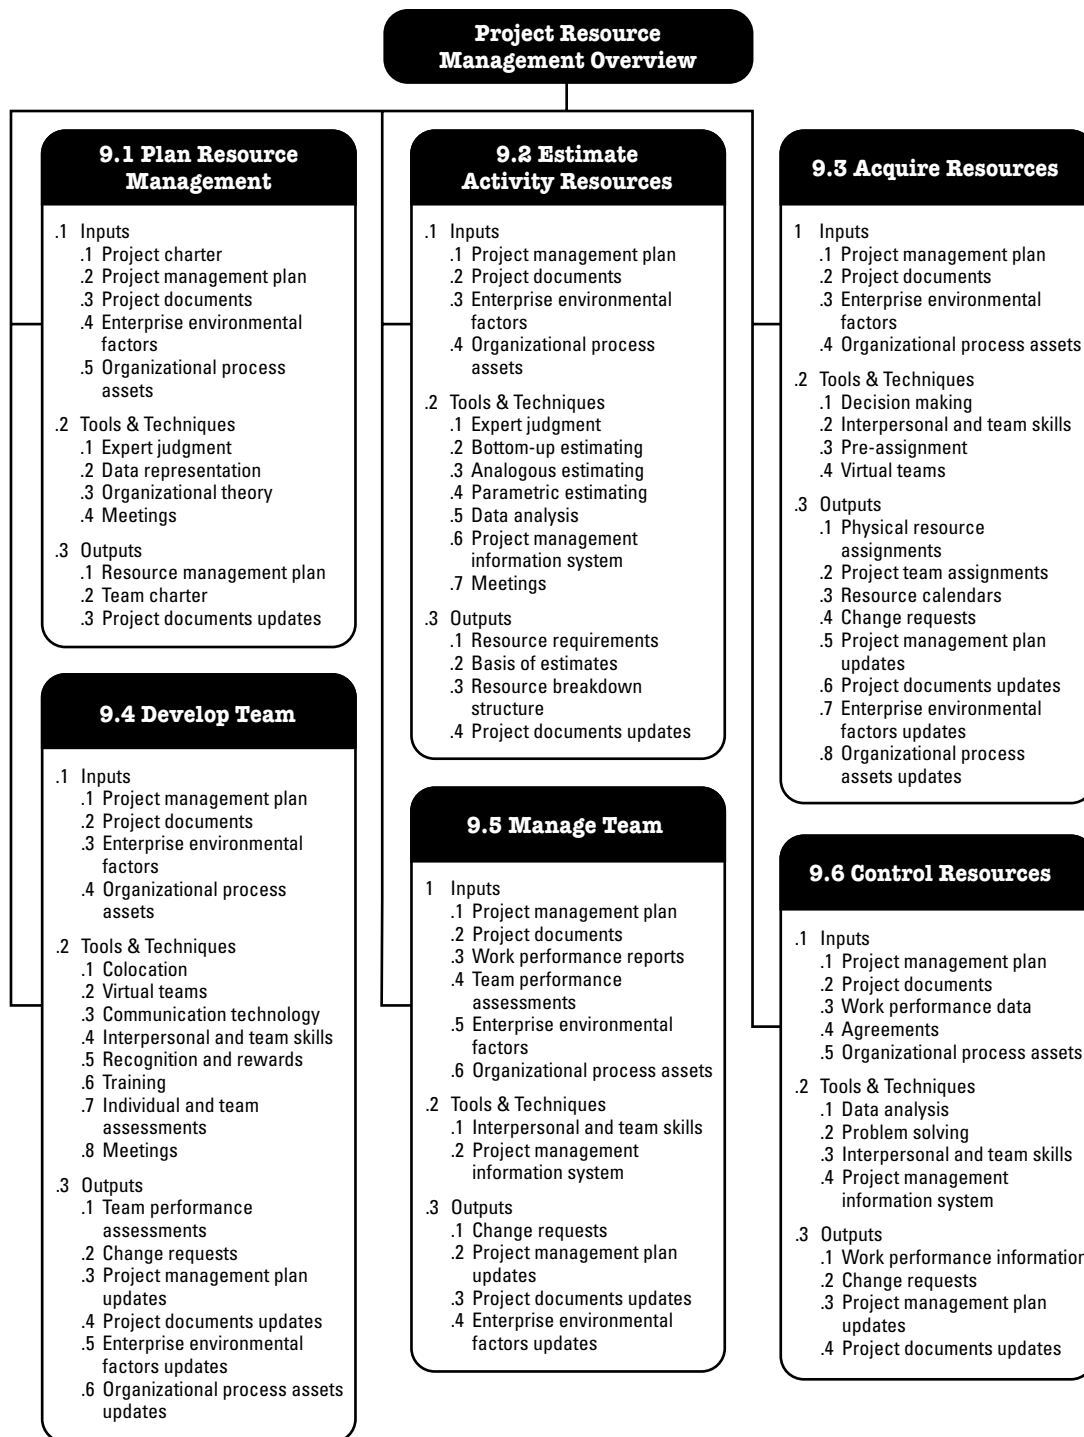 Project Resource
Management Overview
9.1 Plan Resource
Management
.1 Inputs
.1 Project charter
.2 Project management plan
.3 Project documents
.4 Enterprise environmental
factors
.5 Organizational process
assets
.2 Tools & Techniques
.1 Expert judgment
.2 Data representation
.3 Organizational theory
.4 Meetings
.3 Outputs
.1 Resource management plan
.2 Team charter
.3 Project documents updates
9.2 Estimate
Activity Resources
.1 Inputs
.1 Project management plan
.2 Project documents
.3 Enterprise environmental
factors
.4 Organizational process
assets
.2 Tools & Techniques
.1 Expert judgment
.2 Bottom-up estimating
.3 Analogous estimating
.4 Parametric estimating
.5 Data analysis
.6 Project management
information system
.7 Meetings
.3 Outputs
.1 Resource requirements
.2 Basis of estimates
.3 Resource breakdown
structure
.4 Project documents updates
9.3 Acquire Resources
1 Inputs
.1 Project management plan
.2 Project documents
.3 Enterprise environmental
factors
.4 Organizational process assets
.2 Tools & Techniques
.1 Decision making
.2 Interpersonal and team skills
.3 Pre-assignment
.4 Virtual teams
.3 Outputs
.1 Physical resource
assignments
.2 Project team assignments
.3 Resource calendars
.4 Change requests
.5 Project management plan
updates
.6 Project documents updates
.7 Enterprise environmental
factors updates
.8 Organizational process
assets updates
9.4 Develop Team
.1 Inputs
.1 Project management plan
.2 Project documents
.3 Enterprise environmental
factors
.4 Organizational process
assets
.2 Tools & Techniques
.1 Colocation
.2 Virtual teams
.3 Communication technology
.4 Interpersonal and team skills
.5 Recognition and rewards
.6 Training
.7 Individual and team
assessments
.8 Meetings
.3 Outputs
.1 Team performance
assessments
.2 Change requests
.3 Project management plan
updates
.4 Project documents updates
.5 Enterprise environmental
factors updates
.6 Organizational process assets
updates
9.5 Manage Team
1 Inputs
.1 Project management plan
.2 Project documents
.3 Work performance reports
.4 Team performance
assessments
.5 Enterprise environmental
factors
.6 Organizational process assets
.2 Tools & Techniques
.1 Interpersonal and team skills
.2 Project management
information system
.3 Outputs
.1 Change requests
.2 Project management plan
updates
.3 Project documents updates
.4 Enterprise environmental
factors updates
9.6 Control Resources
.1 Inputs
.1 Project management plan
.2 Project documents
.3 Work performance data
.4 Agreements
.5 Organizational process assets
.2 Tools & Techniques
.1 Data analysis
.2 Problem solving
.3 Interpersonal and team skills
.4 Project management
information system
.3 Outputs
.1 Work performance information
.2 Change requests
.3 Project management plan
updates
.4 Project documents updates